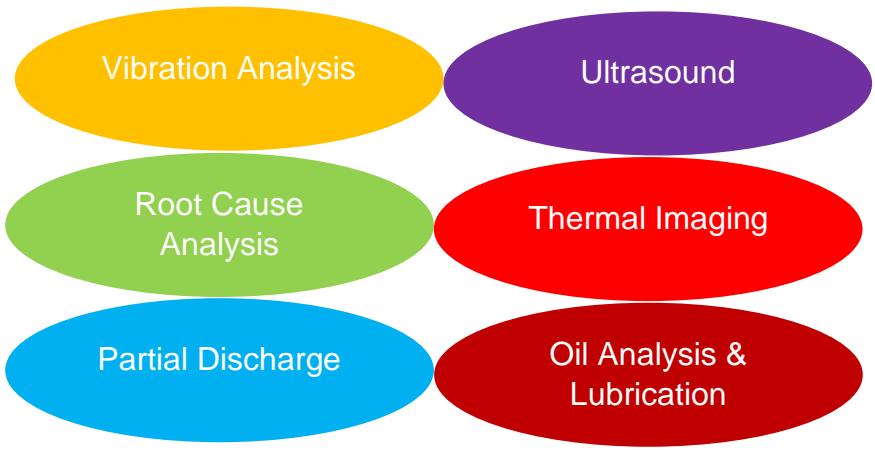 Vibration Analysis
Ultrasound
Root Cause
Analysis
Thermal Imaging
Partial Discharge
Oil Analysis &
Lubrication